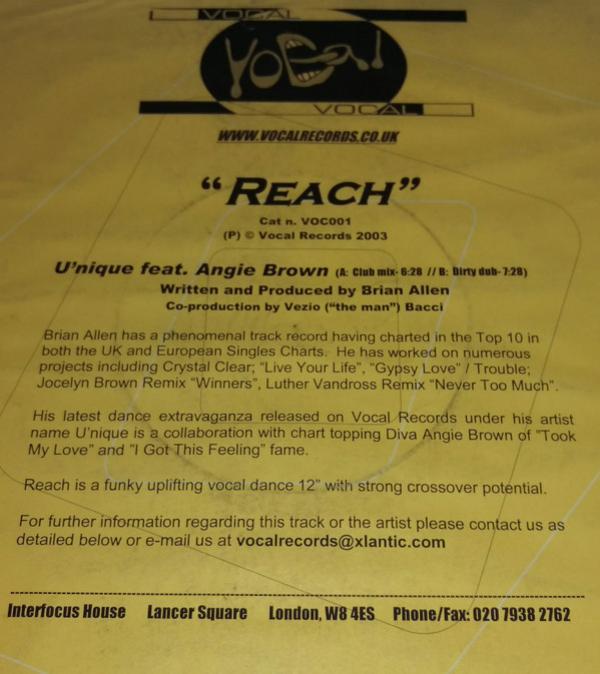 VOCAL
VOCAL
VOCAL
WWW.VOCALRECORDS.CO.UK
“REACH”
Cat n. VOC001
(P) © Vocal Records 2003
U'nique feat. Angie Brown (A: Club mix- 6:28 // B: Dirty dub- 7:28)
Written and Produced by Brian Allen
Co-production by Vezio (“the man”) Bacci
Brian Allen has a phenomenal track record having charted in the Top 10 in
both the UK and European Singles Charts. He has worked on numerous
projects including Crystal Clear; “Live Your Life”, “Gypsy Love” / Trouble;
Jocelyn Brown Remix “Winners”, Luther Vandross Remix “Never Too Much”.
His latest dance extravaganza released on Vocal Records under his artist
name U'nique is a collaboration with chart topping Diva Angie Brown of "Took
My Love” and "I Got This Feeling” fame.
Reach is a funky uplifting vocal dance 12” with strong crossover potential.
For further information regarding this track or the artist please contact us as
detailed below or e-mail us at vocalrecords@xlantic.com
Interfocus House Lancer Square London, W8 4ES Phone/Fax: 020 7938 2762